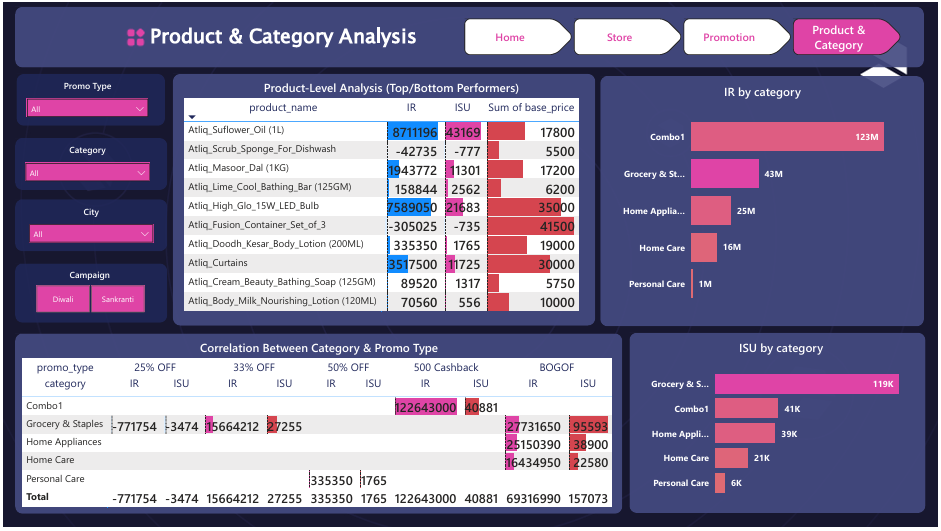 Product & Category Analysis
Home
Store
Promotion
Product & Category
Promo Type
All
Category
All
City
All
Campaign
Diwali Sankranti
Product-Level Analysis (Top/Bottom Performers)
product_name IR ISU Sum of base_price
Atliq_Suflower_Oil (1L) 8711196 43169 17800
Atliq_Scrub_Sponge_For_Dishwash -42735 -777 5500
Atliq_Masoor_Dal (1KG) 1943772 11301 17200
Atliq_Lime_Cool_Bathing_Bar (125GM) 158844 2562 6200
Atliq_High_Glo_15W_LED_Bulb 7589050 21683 35000
Atliq_Fusion_Container_Set_of_3 -305025 -735 41500
Atliq_Doodh_Kesar_Body_Lotion (200ML) 335350 1765 19000
Atliq_Curtains 3517500 11725 30000
Atliq_Cream_Beauty_Bathing_Soap (125GM) 89520 1317 5750
Atliq_Body_Milk_Nourishing_Lotion (120ML) 70560 556 10000
IR by category
Combo1 123M
Grocery & St... 43M
Home Applia... 25M
Home Care 16M
Personal Care 1M
Correlation Between Category & Promo Type
promo_type 25% OFF 33% OFF 50% OFF 500 Cashback BOGOF
category IR ISU IR ISU IR ISU IR ISU IR ISU
Combo1 122643000 40881
Grocery & Staples -771754 -3474 15664212 27255 27731650 95593
Home Appliances 25150390 38900
Home Care 16434950 22580
Personal Care 335350 1765
Total -771754 -3474 15664212 27255 335350 1765 122643000 40881 69316990 157073
ISU by category
Grocery & S... 119K
Combo1 41K
Home Appli... 39K
Home Care 21K
Personal Care 6K